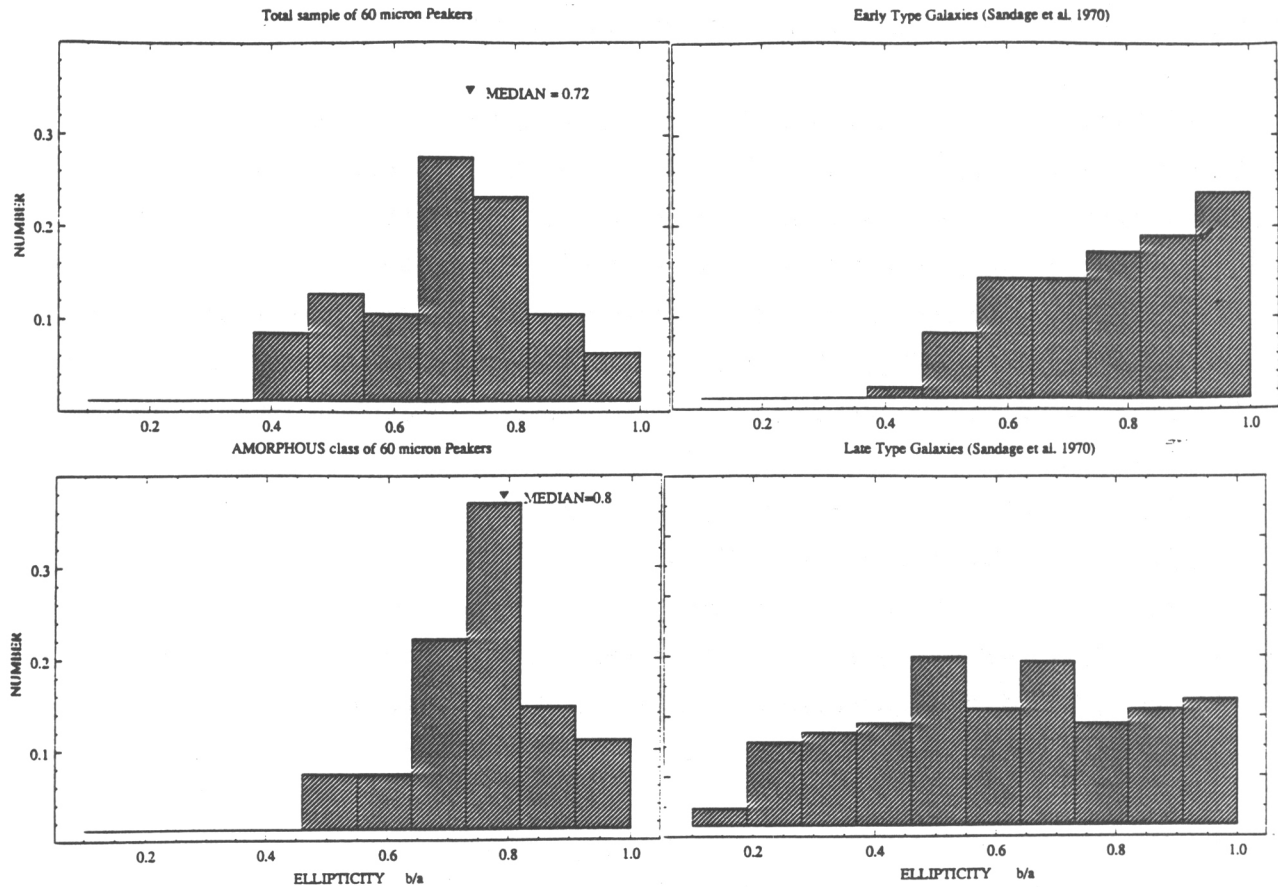 Total sample of 60 micron Peakers
MEDIAN = 0.72
NUMBER
0.3
0.2
0.1
0.2
0.4
0.6
0.8
1.0
Early Type Galaxies (Sandage et al. 1970)
0.2
0.4
0.6
0.8
1.0
AMORPHOUS class of 60 micron Peakers
MEDIAN=0.8
NUMBER
0.3
0.2
0.1
0.2
0.4
0.6
0.8
1.0
ELLIPTICITY b/a
Late Type Galaxies (Sandage et al. 1970)
0.2
0.4
0.6
0.8
1.0
ELLIPTICITY b/a